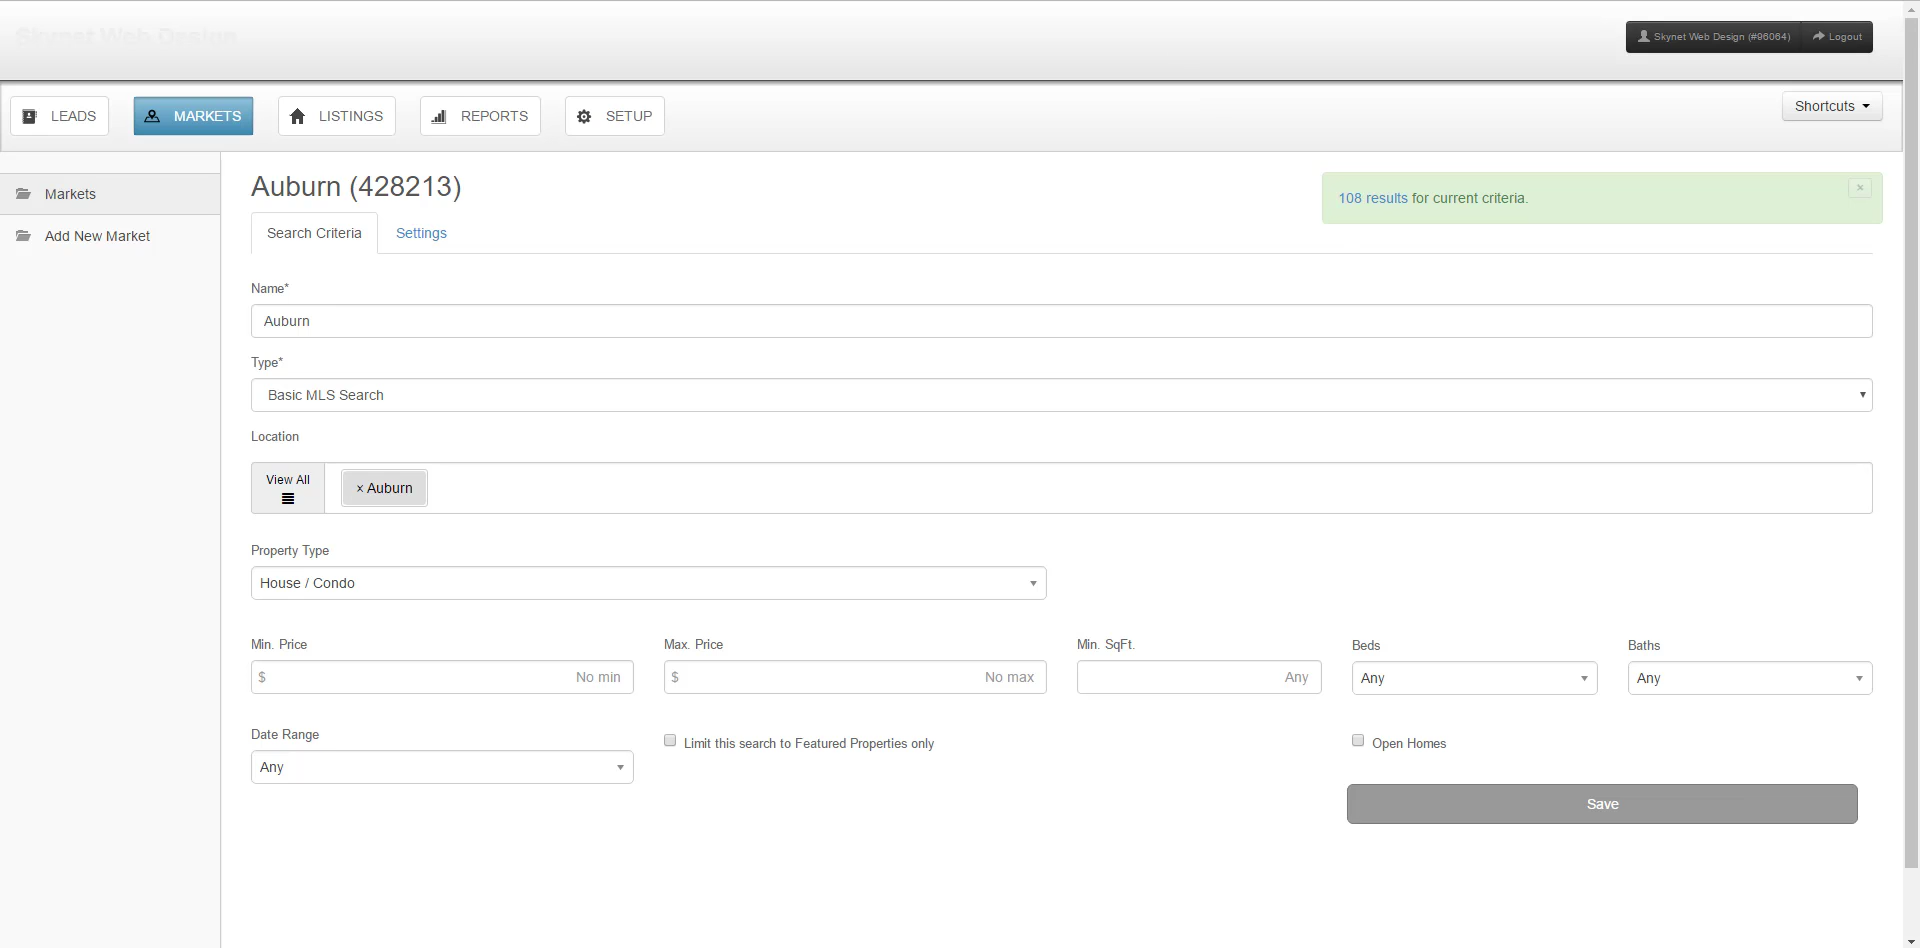 Skynet Web Design
Skynet Web Design (#96064) Logout
LEADS MARKETS LISTINGS REPORTS SETUP Shortcuts
Markets
Add New Market
Auburn (428213)
108 results for current criteria.
×
Search Criteria Settings
Name*
Auburn
Type*
Basic MLS Search
Location
View All
× Auburn
Property Type
House / Condo
Min. Price Max. Price Min. SqFt. Beds Baths
$ No min $ No max Any Any Any
Date Range
Any
Limit this search to Featured Properties only
Open Homes
Save